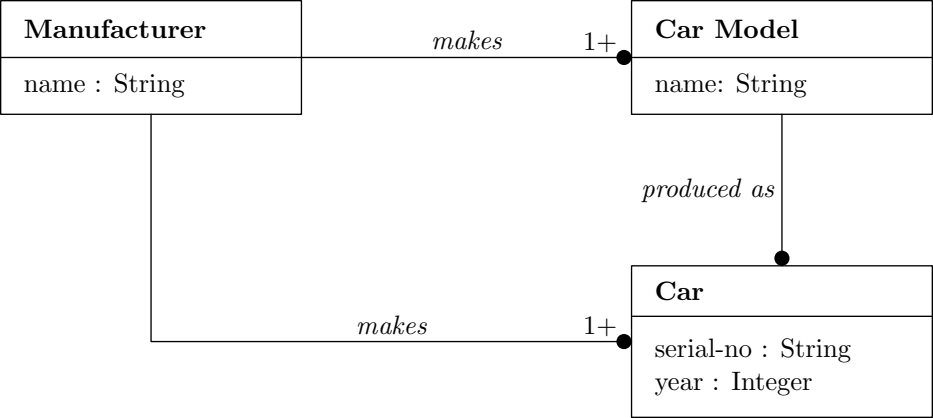 Manufacturer
name : String
makes
1+
Car Model
name: String
produced as
makes
1+
Car
serial-no : String
year : Integer